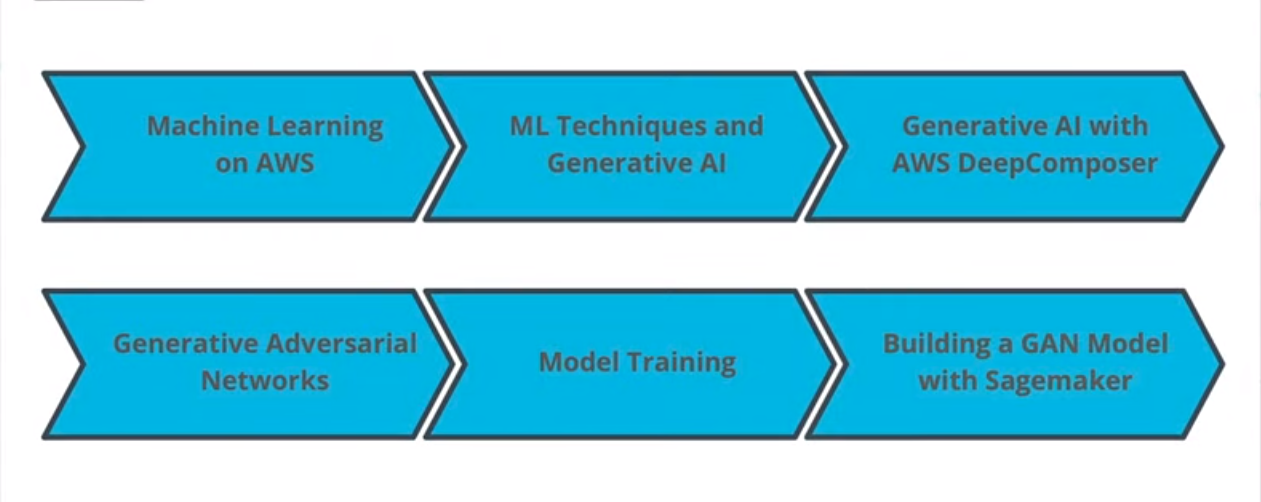 Machine Learning
on AWS
ML Techniques and
Generative AI
Generative AI with
AWS DeepComposer
Generative Adversarial
Networks
Model Training
Building a GAN Model
with Sagemaker